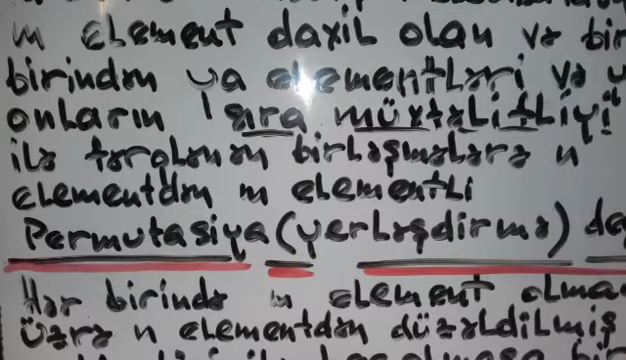 m element daxil olan və bir
birindən ya elementləri və
onların sıra müxtəlifliyi
ilə fərqlənən birləşmələrə n
elementdən m elementli
Permutasiya (yerləşdirmə)
Hər birində m element olma
üzrə n elementdən düzəldilmiş